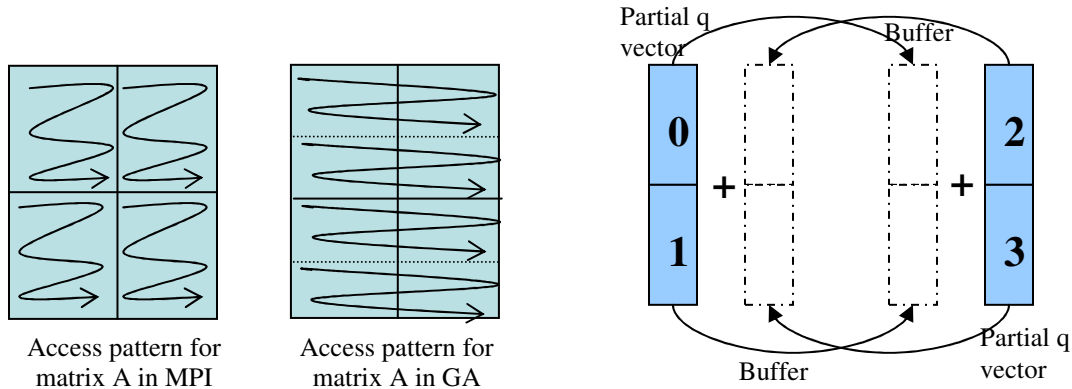 Partial q
vector
Buffer
0
2
+
+
1
3
Access pattern for
matrix A in MPI
Access pattern for
matrix A in GA
Buffer
Partial q
vector